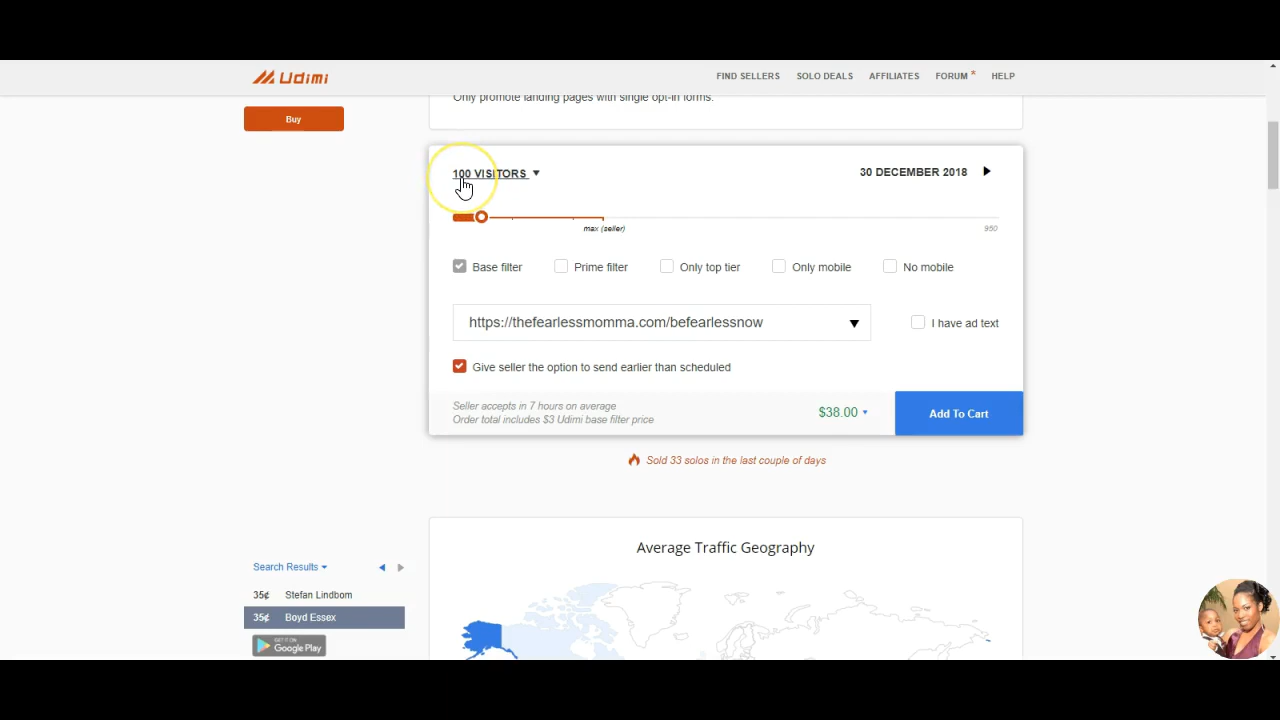 Udimi
FIND SELLERS SOLO DEALS AFFILIATES FORUM * HELP
Buy
Only promote landing pages with single opt-in forms.
100 VISITORS
30 DECEMBER 2018
max (seller)
950
Base filter Prime filter Only top tier Only mobile No mobile
https://thefearlessmomma.com/befearlessnow
I have ad text
Give seller the option to send earlier than scheduled
Seller accepts in 7 hours on average
Order total includes $3 Udimi base filter price
$38.00
Add To Cart
Sold 33 solos in the last couple of days
Average Traffic Geography
Search Results
35¢ Stefan Lindbom
35¢ Boyd Essex
GET IT ON
Google Play